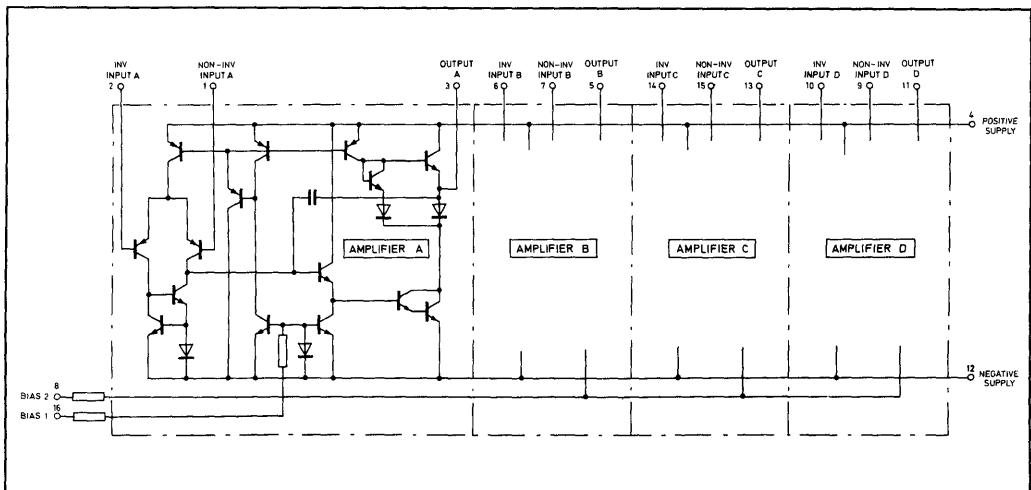 INV INPUT A
2
NON-INV INPUT A
1
OUTPUT A
3
INV INPUT B
6
NON-INV INPUT B
7
OUTPUT B
5
INV INPUT C
14
NON-INV INPUT C
15
OUTPUT C
13
INV INPUT D
10
NON-INV INPUT D
9
OUTPUT D
11
4
POSITIVE SUPPLY
AMPLIFIER A
AMPLIFIER B
AMPLIFIER C
AMPLIFIER D
12
NEGATIVE SUPPLY
8
BIAS 2
16
BIAS 1